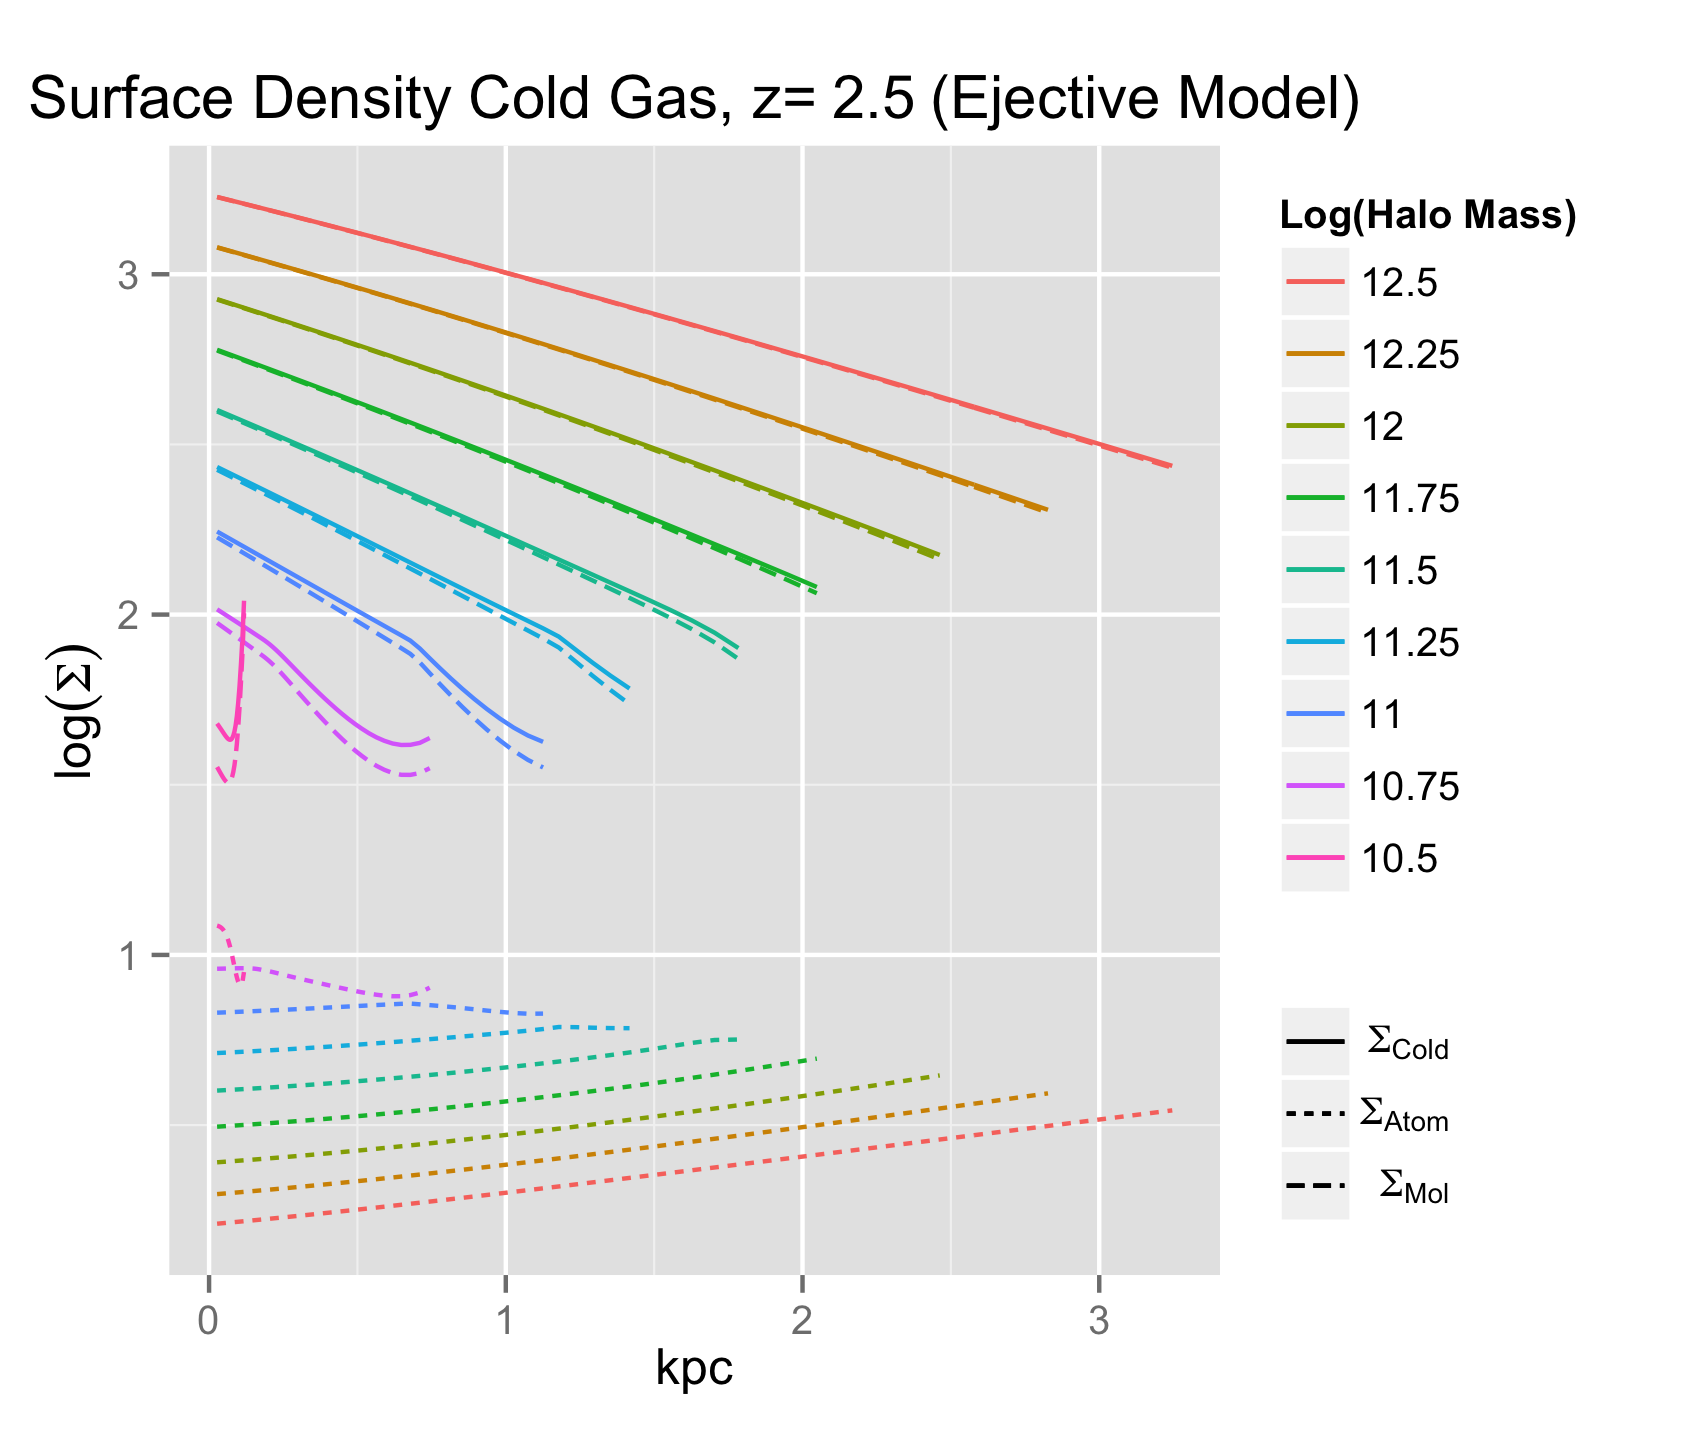 Surface Density Cold Gas, z= 2.5 (Ejective Model)
log(Σ)
3
2
1
0 1 2 3
kpc
Log(Halo Mass)
12.5
12.25
12
11.75
11.5
11.25
11
10.75
10.5
Σ_Cold
Σ_Atom
Σ_Mol